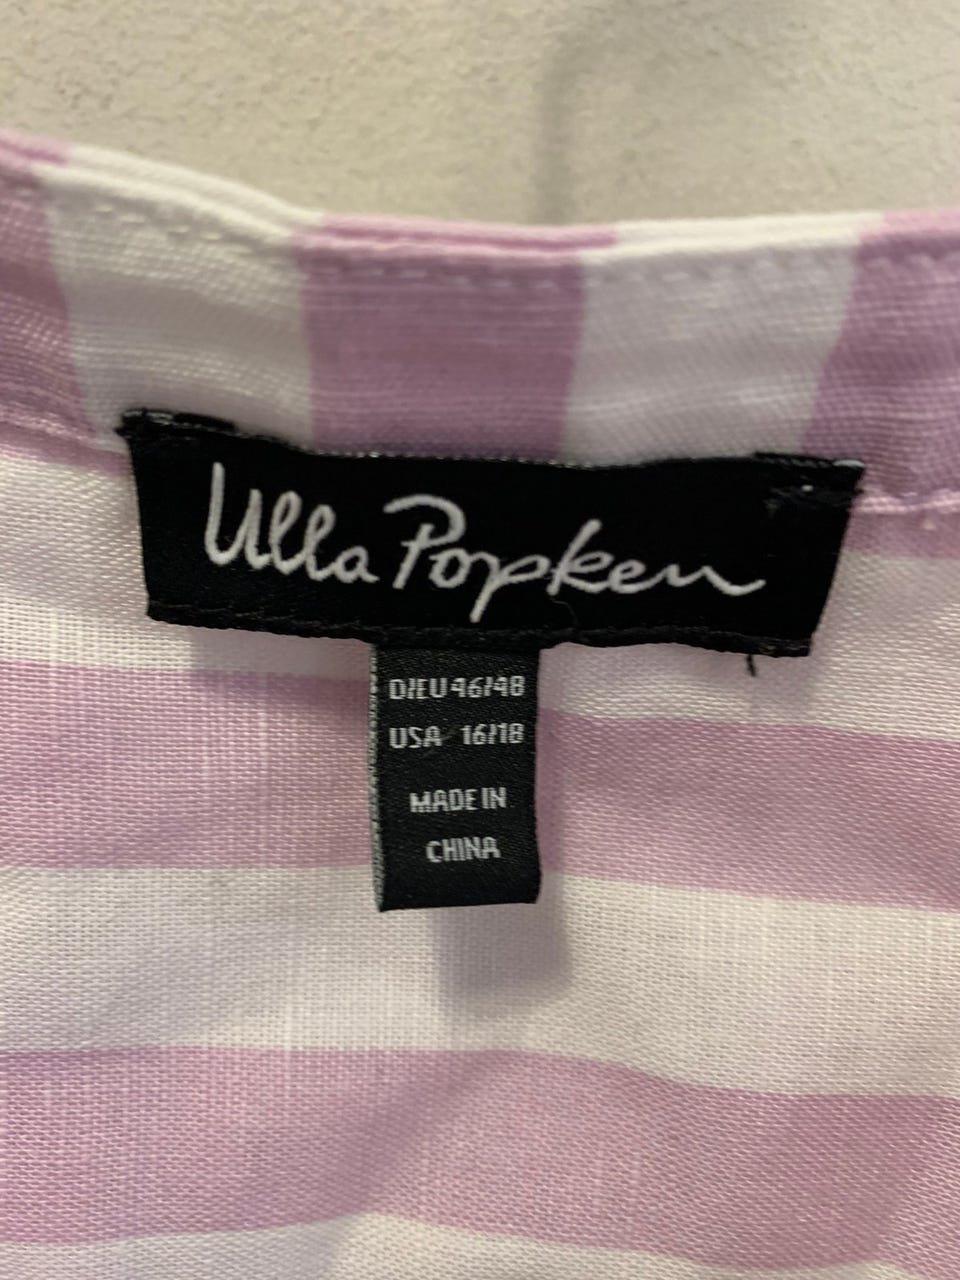 Ulla Popken
D/EU 46/48
USA 16/18
MADE IN
CHINA